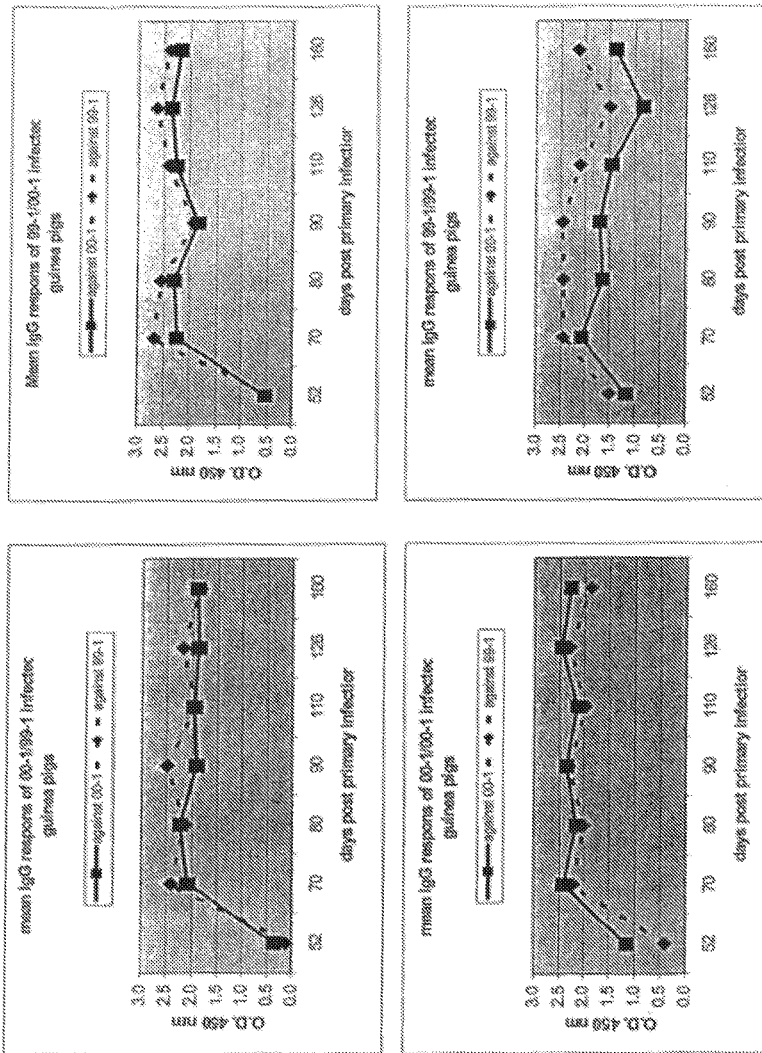 mean IgG respons of 00-1/99-1 infectec
guinea pigs
against 00-1 against 99-1
3.0
2.5
2.0
1.5
1.0
0.5
0.0
O.D. 450 nm
52 70 80 90 110 126 160
days post primary infectior
Mean IgG respons of 99-1/00-1 infectec
guinea pigs
against 00-1 against 99-1
3.0
2.5
2.0
1.5
1.0
0.5
0.0
O.D. 450 nm
52 70 80 90 110 126 160
days post primary infectior
mean IgG respons of 00-1/00-1 infectec
guinea pigs
against 00-1 against 99-1
3.0
2.5
2.0
1.5
1.0
0.5
0.0
O.D. 450 nm
52 70 80 90 110 126 160
days post primary infectior
mean IgG respons of 99-1/99-1 infectec
guinea pigs
against 00-1 against 99-1
3.0
2.5
2.0
1.5
1.0
0.5
0.0
O.D. 450 nm
52 70 80 90 110 126 160
days post primary infectior